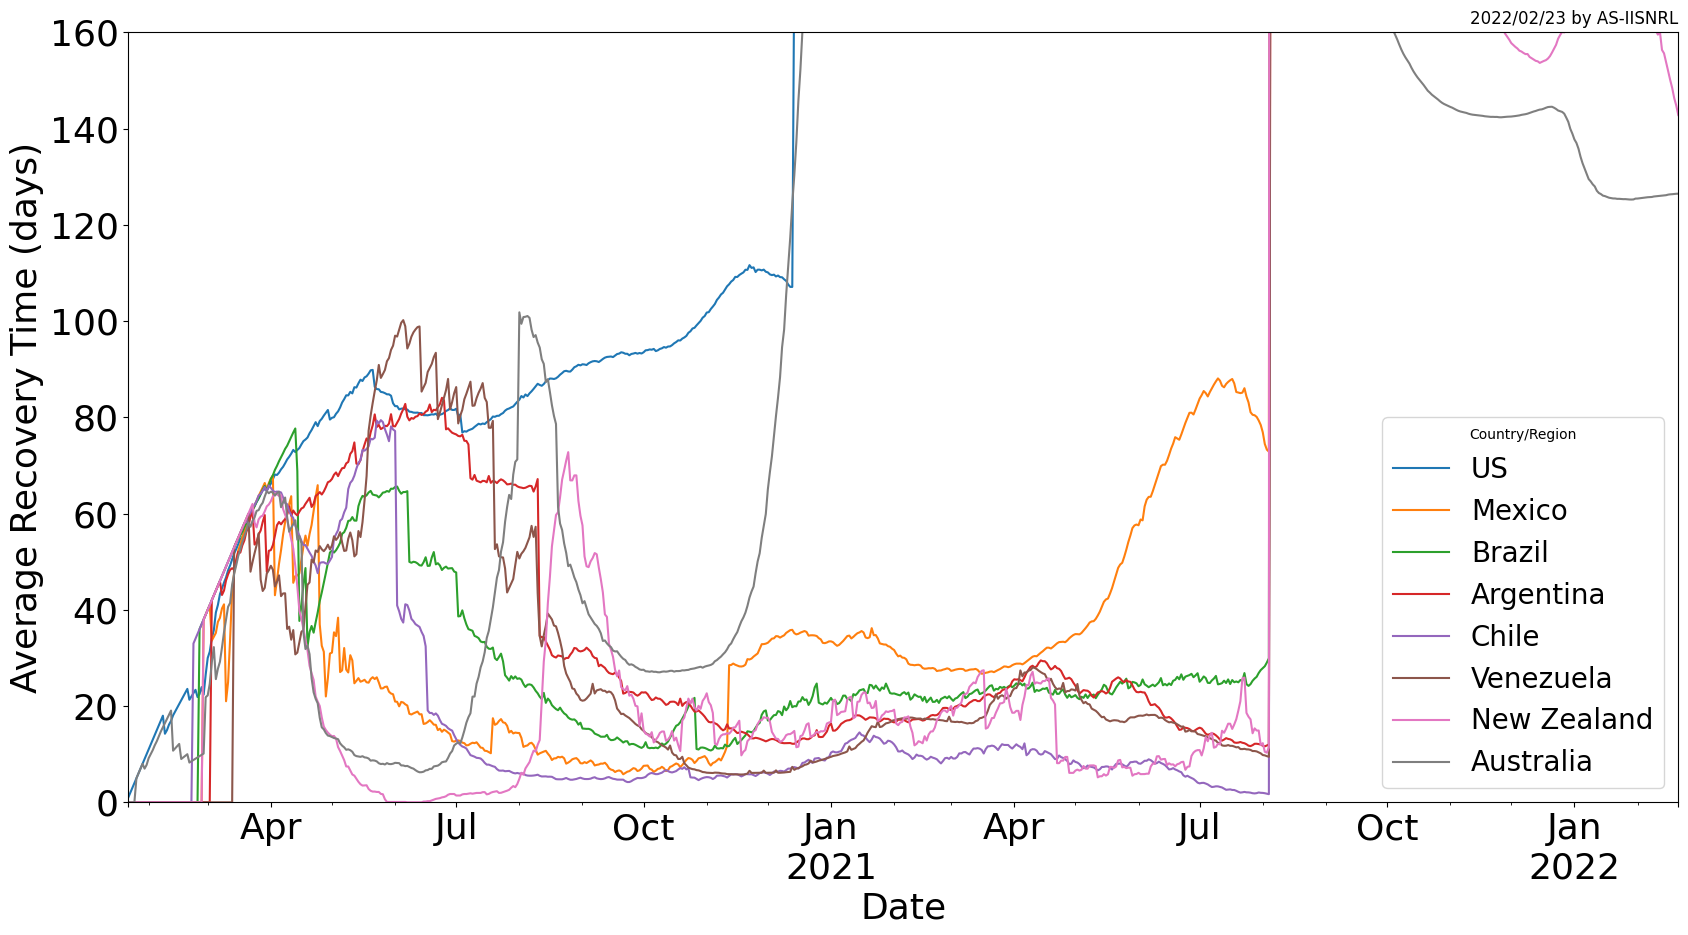 2022/02/23 by AS-IISNRL
160
140
120
100
80
60
40
20
0
Average Recovery Time (days)
Country/Region
US
Mexico
Brazil
Argentina
Chile
Venezuela
New Zealand
Australia
Apr Jul Oct Jan Apr Jul Oct Jan
2021 2022
Date